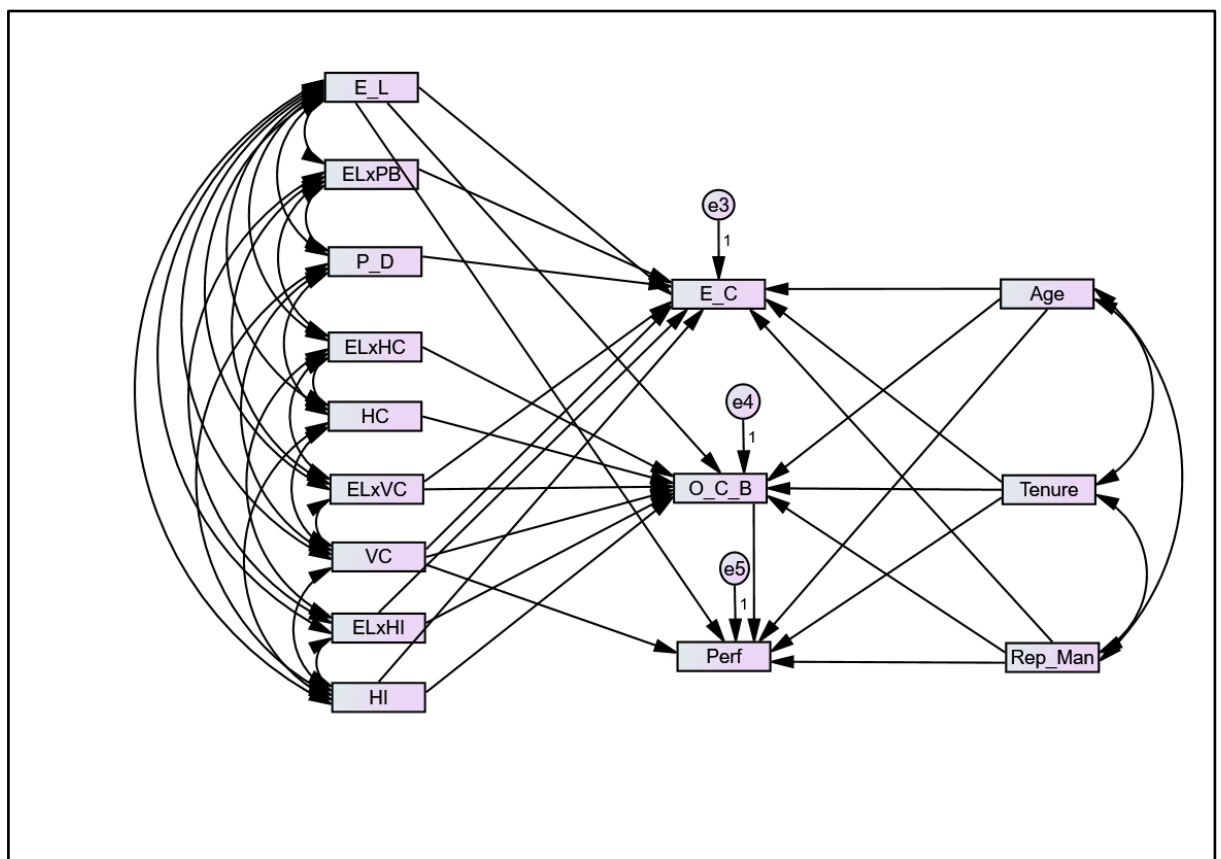 E_L
ELxPB
P_D
ELxHC
HC
ELxVC
VC
ELxHI
HI
e3
1
E_C
e4
1
O_C_B
e5
1
Perf
Age
Tenure
Rep_Man